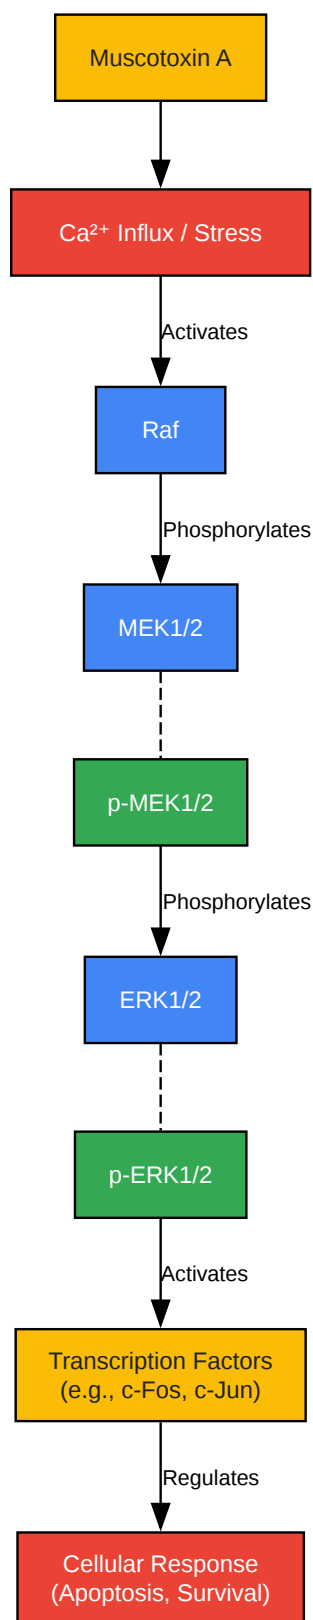 Muscotoxin A
Ca²⁺ Influx / Stress
Activates
Raf
Phosphorylates
MEK1/2
p-MEK1/2
Phosphorylates
ERK1/2
p-ERK1/2
Activates
Transcription Factors
(e.g., c-Fos, c-Jun)
Regulates
Cellular Response
(Apoptosis, Survival)